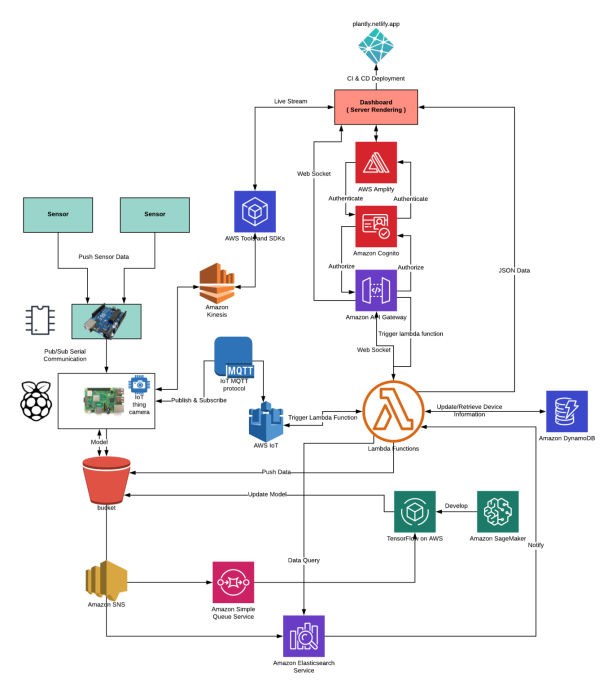 plantly.netlify.app
CI & CD Deployment
Dashboard
( Server Rendering )
Live Stream
Web Socket
AWS Amplify
Authenticate
Authenticate
Sensor
Sensor
AWS Tools and SDKs
Amazon Cognito
Push Sensor Data
Authorize
Authorize
JSON Data
Amazon
Kinesis
Amazon API Gateway
Trigger lambda function
Pub/Sub Serial
Communication
Web Socket
MQTT
IoT MQTT
protocol
IoT
thing
camera
Publish & Subscribe
Trigger Lambda Function
Update/Retrieve Device
Information
Model
AWS IoT
Lambda Functions
Amazon DynamoDB
Push Data
bucket
Update Model
Develop
TensorFlow on AWS
Amazon SageMaker
Data Query
Notify
Amazon SNS
Amazon Simple
Queue Service
Amazon Elasticsearch
Service